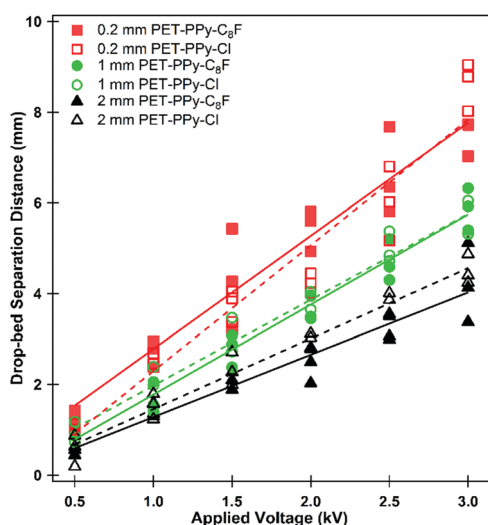 10
8
6
4
2
0
0.2 mm PET-PPy-C₈F
0.2 mm PET-PPy-Cl
1 mm PET-PPy-C₈F
1 mm PET-PPy-Cl
2 mm PET-PPy-C₈F
2 mm PET-PPy-Cl
Drop-bed Separation Distance (mm)
0.5 1.0 1.5 2.0 2.5 3.0
Applied Voltage (kV)